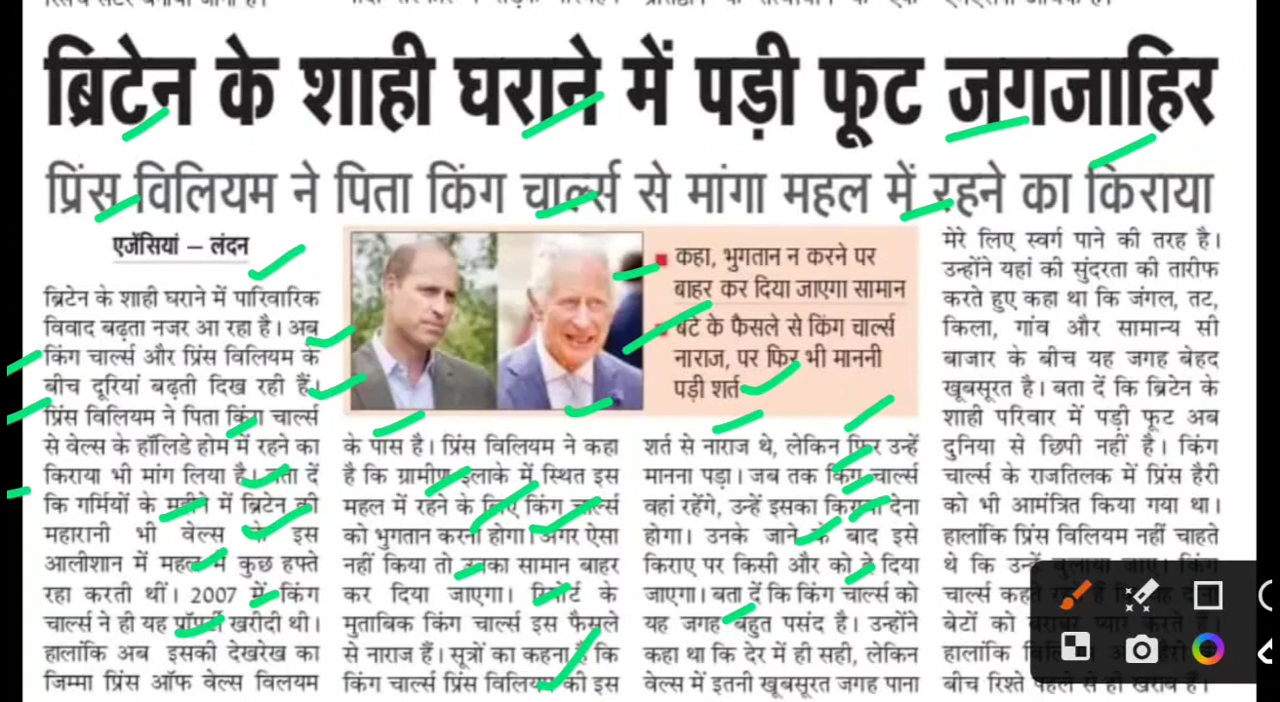 ब्रिटेन के शाही घराने में पड़ी फूट जगजाहिर
प्रिंस विलियम ने पिता किंग चार्ल्स से मांगा महल में रहने का किराया
एजेंसियां – लंदन
ब्रिटेन के शाही घराने में पारिवारिक
विवाद बढ़ता नजर आ रहा है। अब
किंग चार्ल्स और प्रिंस विलियम के
बीच दूरियां बढ़ती दिख रही हैं।
प्रिंस विलियम ने पिता किंग चार्ल्स
से वेल्स के हॉलिडे होम में रहने का
किराया भी मांग लिया है। बता दें
कि गर्मियों के महीने में ब्रिटेन की
महारानी भी वेल्स के इस
आलीशान में महल में कुछ हफ्ते
रहा करती थीं। 2007 में किंग
चार्ल्स ने ही यह प्रॉपर्टी खरीदी थी।
हालांकि अब इसकी देखरेख का
जिम्मा प्रिंस ऑफ वेल्स विलयम
कहा, भुगतान न करने पर
बाहर कर दिया जाएगा सामान
बेटे के फैसले से किंग चार्ल्स
नाराज, पर फिर भी माननी
पड़ी शर्त
के पास है। प्रिंस विलियम ने कहा
है कि ग्रामीण इलाके में स्थित इस
महल में रहने के लिए किंग चार्ल्स
को भुगतान करना होगा। अगर ऐसा
नहीं किया तो उनका सामान बाहर
कर दिया जाएगा। रिपोर्ट के
मुताबिक किंग चार्ल्स इस फैसले
से नाराज हैं। सूत्रों का कहना है कि
किंग चार्ल्स प्रिंस विलियम की इस
शर्त से नाराज थे, लेकिन फिर उन्हें
मानना पड़ा। जब तक किंग चार्ल्स
वहां रहेंगे, उन्हें इसका किराया देना
होगा। उनके जाने के बाद इसे
किराए पर किसी और को दे दिया
जाएगा। बता दें कि किंग चार्ल्स को
यह जगह बहुत पसंद है। उन्होंने
कहा था कि देर में ही सही, लेकिन
वेल्स में इतनी खूबसूरत जगह पाना
मेरे लिए स्वर्ग पाने की तरह है।
उन्होंने यहां की सुंदरता की तारीफ
करते हुए कहा था कि जंगल, तट,
किला, गांव और सामान्य सी
बाजार के बीच यह जगह बेहद
खूबसूरत है। बता दें कि ब्रिटेन के
शाही परिवार में पड़ी फूट अब
दुनिया से छिपी नहीं है। किंग
चार्ल्स के राजतिलक में प्रिंस हैरी
को भी आमंत्रित किया गया था।
हालांकि प्रिंस विलियम नहीं चाहते
थे कि उन्हें बुलाया जाए। किंग
चार्ल्स कहते
बेटों को बराबर प्यार करते हैं।
हालांकि
बीच रिश्ते पहले से ही खराब हैं।